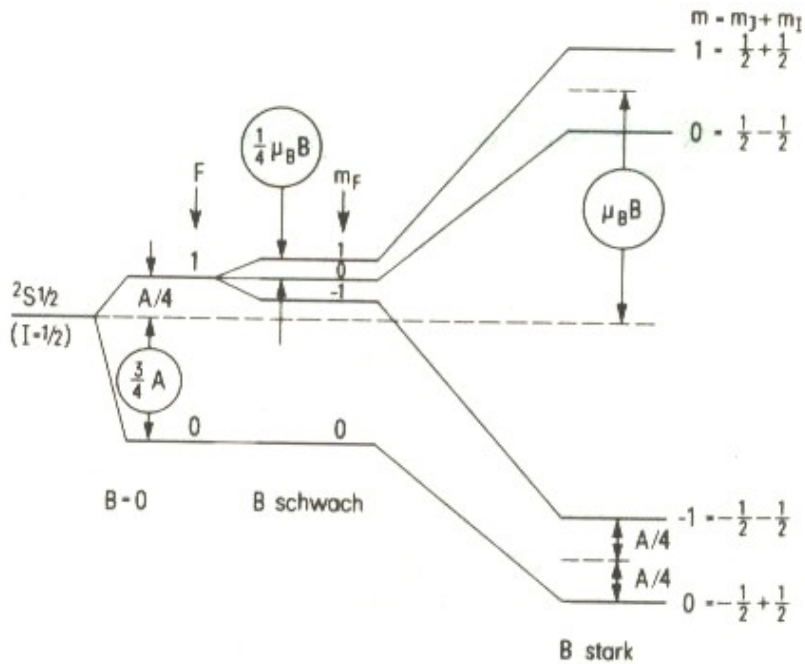 m = mJ + mI
1 = 1/2 + 1/2
0 = 1/2 - 1/2
1/4 μBB
F
mF
μBB
1
1
0
-1
A/4
²S1/2
(I=1/2)
3/4 A
0
0
B=0
B schwach
-1 = -1/2 - 1/2
A/4
A/4
0 = -1/2 + 1/2
B stark